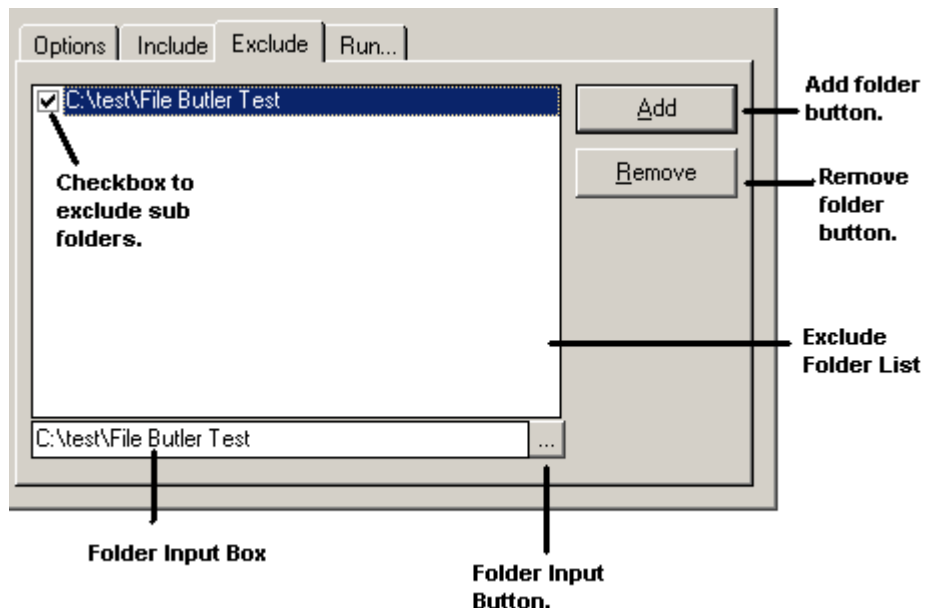 Options Include Exclude Run...
C:\test\File Butler Test
Add
Add folder
button.
Remove
Remove
folder
button.
Checkbox to
exclude sub
folders.
Exclude
Folder List
C:\test\File Butler Test ...
Folder Input Box
Folder Input
Button.